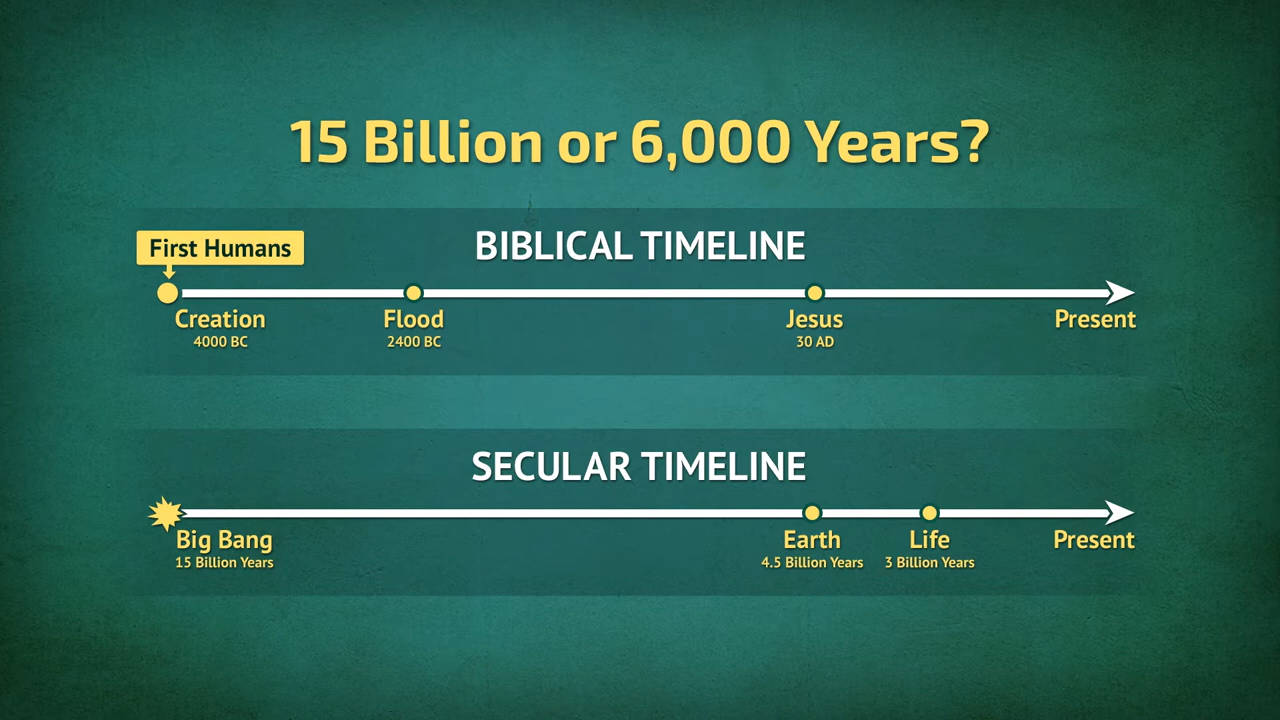 15 Billion or 6,000 Years?
BIBLICAL TIMELINE
First Humans
Creation
4000 BC
Flood
2400 BC
Jesus
30 AD
Present
SECULAR TIMELINE
Big Bang
15 Billion Years
Earth
4.5 Billion Years
Life
3 Billion Years
Present